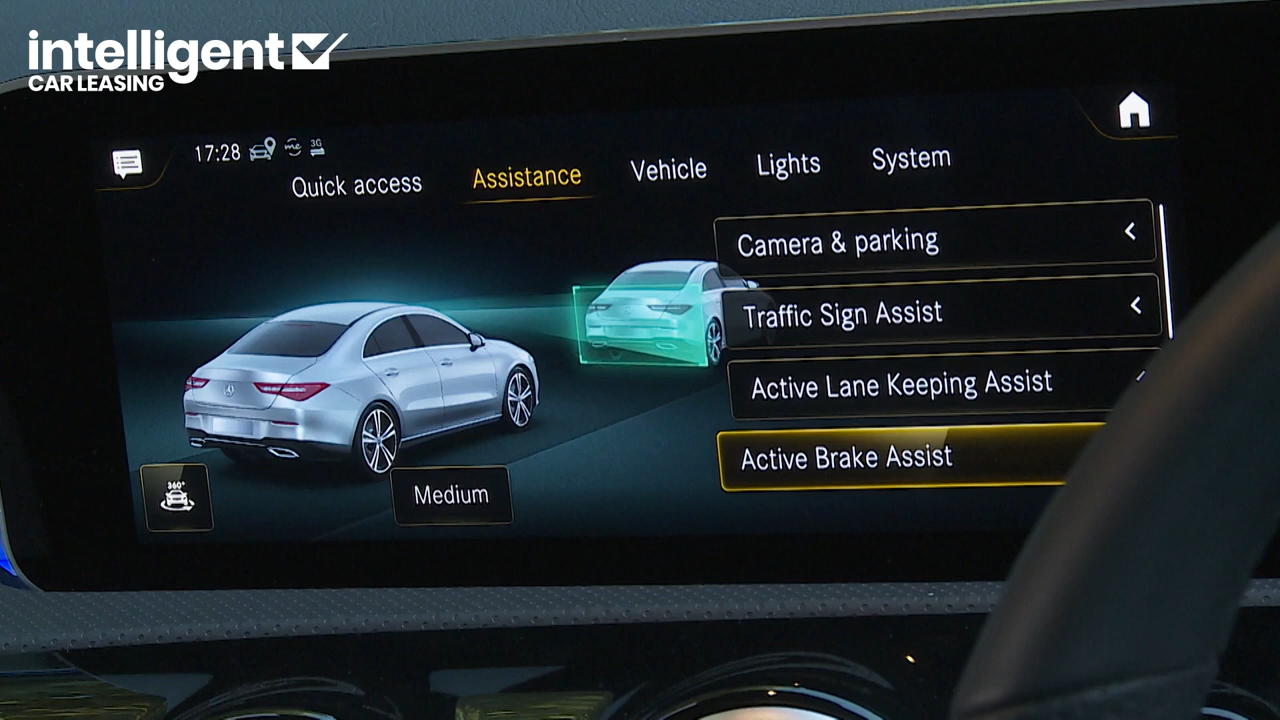 intelligent
CAR LEASING
17:28
me
3G
Quick access
Assistance
Vehicle
Lights
System
Camera & parking
Traffic Sign Assist
Active Lane Keeping Assist
Active Brake Assist
360°
Medium